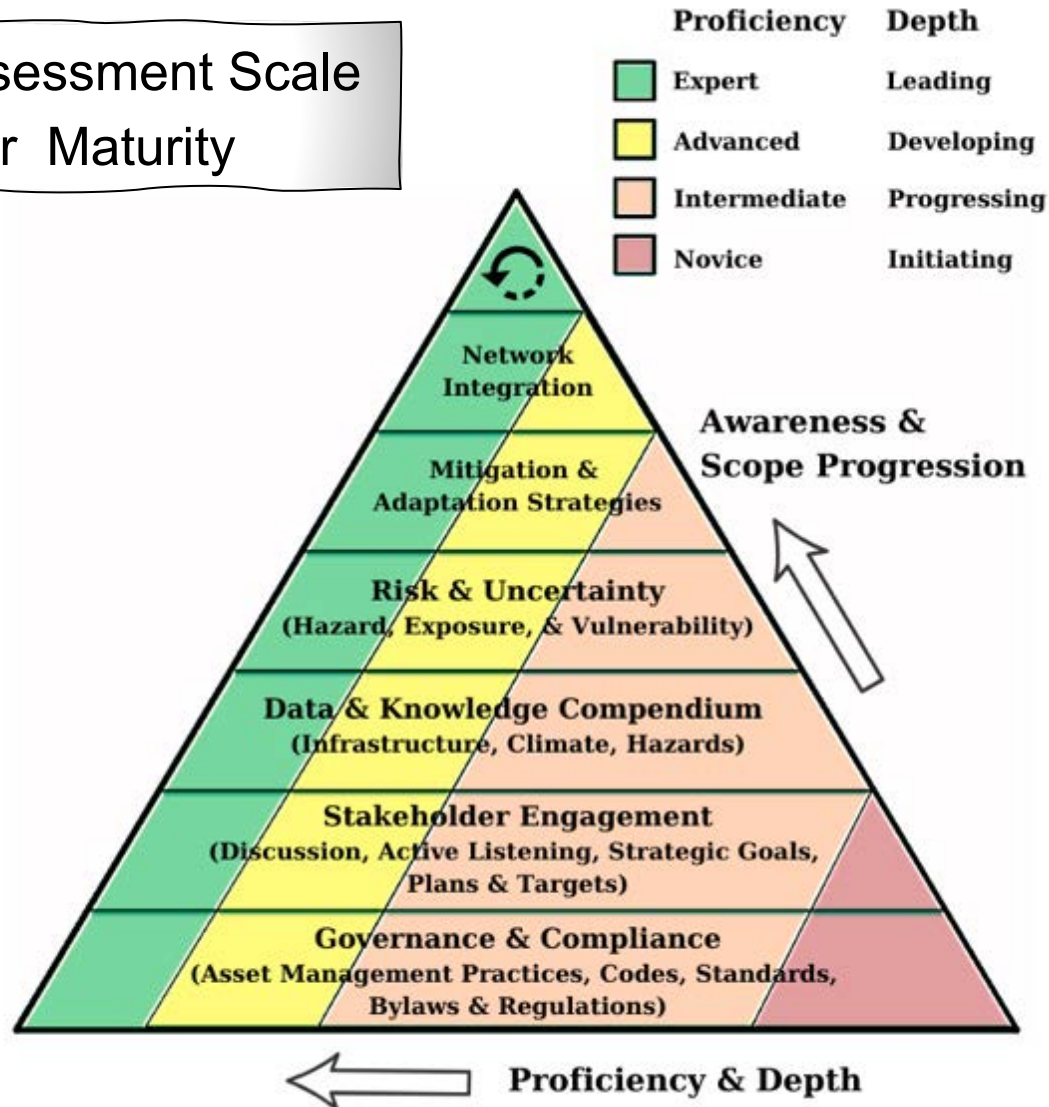 ssessment Scale
r Maturity
Proficiency Depth
Expert Leading
Advanced Developing
Intermediate Progressing
Novice Initiating
Network
Integration
Mitigation &
Adaptation Strategies
Awareness &
Scope Progression
Risk & Uncertainty
(Hazard, Exposure, & Vulnerability)
Data & Knowledge Compendium
(Infrastructure, Climate, Hazards)
Stakeholder Engagement
(Discussion, Active Listening, Strategic Goals,
Plans & Targets)
Governance & Compliance
(Asset Management Practices, Codes, Standards,
Bylaws & Regulations)
Proficiency & Depth